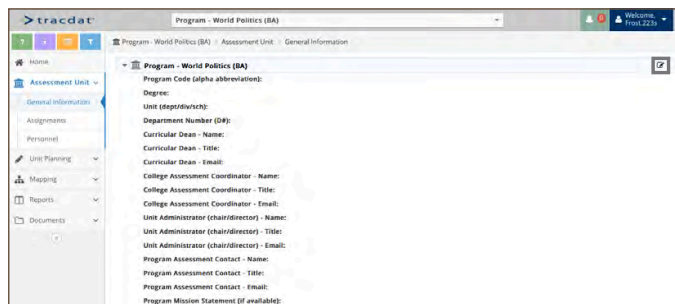 > tracdat
Program - World Politics (BA)
0
Welcome,
Frost.223s
?
Program - World Politics (BA) > Assessment Unit > General Information
Home
Assessment Unit
General Information
Assignments
Personnel
Unit Planning
Mapping
Reports
Documents
Program - World Politics (BA)
Program Code (alpha abbreviation):
Degree:
Unit (dept/div/sch):
Department Number (D#):
Curricular Dean - Name:
Curricular Dean - Title:
Curricular Dean - Email:
College Assessment Coordinator - Name:
College Assessment Coordinator - Title:
College Assessment Coordinator - Email:
Unit Administrator (chair/director) - Name:
Unit Administrator (chair/director) - Title:
Unit Administrator (chair/director) - Email:
Program Assessment Contact - Name:
Program Assessment Contact - Title:
Program Assessment Contact - Email:
Program Mission Statement (if available):